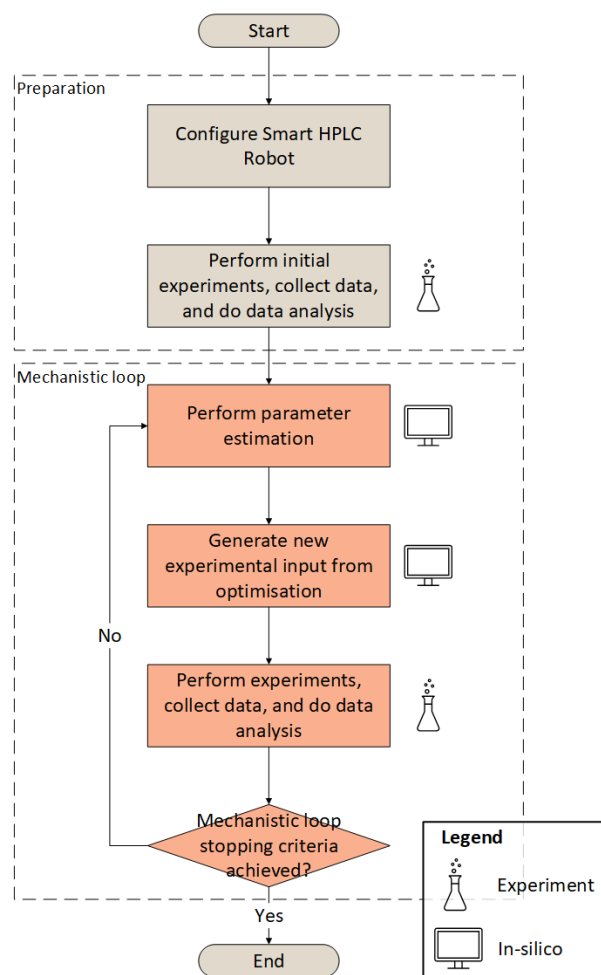 Start
Preparation
Configure Smart HPLC
Robot
Perform initial
experiments, collect data,
and do data analysis
Mechanistic loop
Perform parameter
estimation
Generate new
experimental input from
optimisation
No
Perform experiments,
collect data, and do data
analysis
Mechanistic loop
stopping criteria
achieved?
Yes
End
Legend
Experiment
In-silico